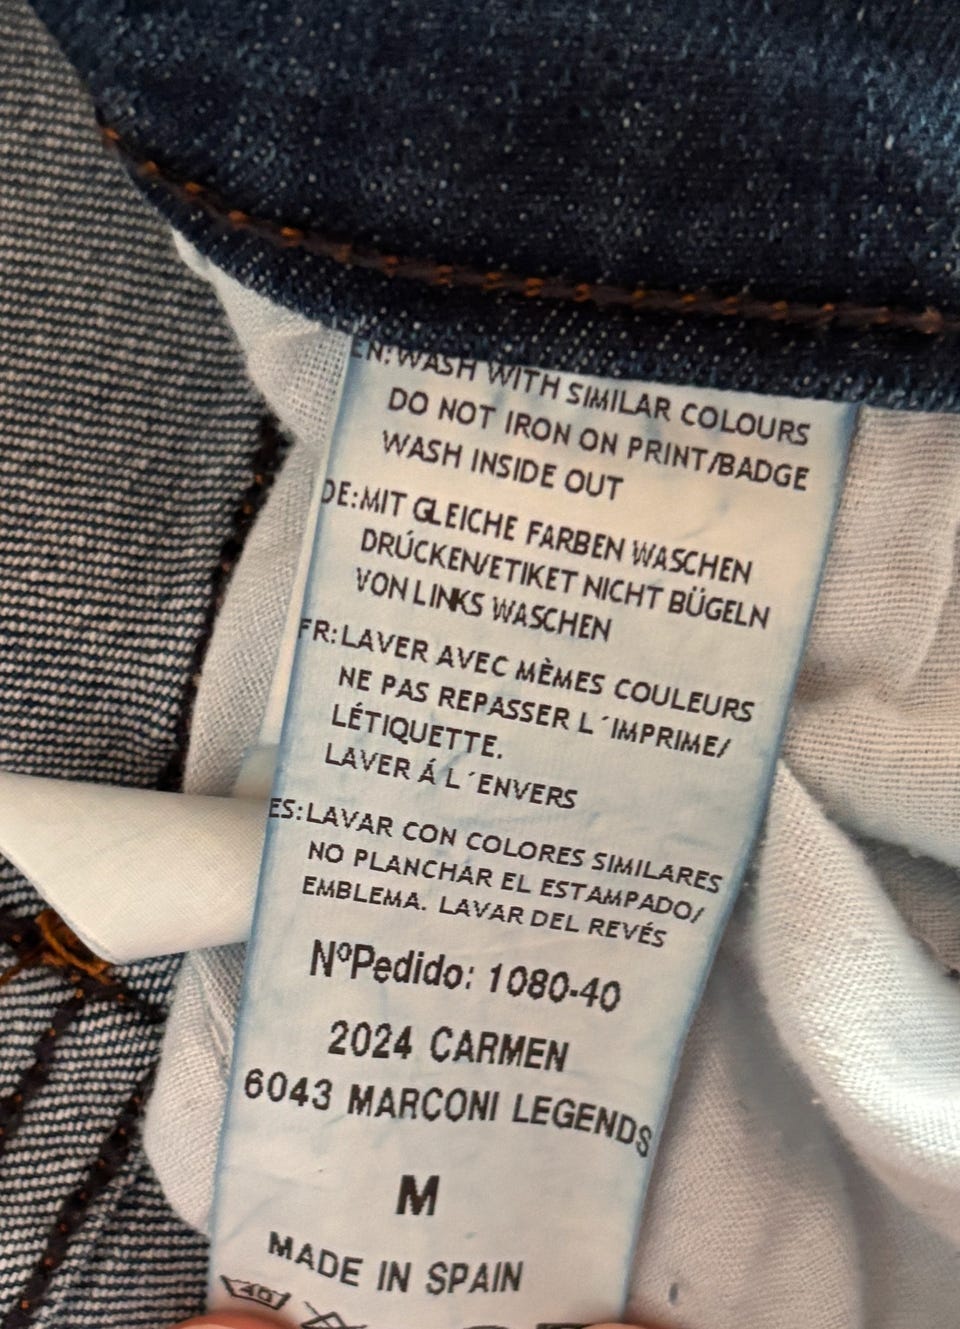 EN:WASH WITH SIMILAR COLOURS
DO NOT IRON ON PRINT/BADGE
WASH INSIDE OUT
DE:MIT GLEICHE FARBEN WASCHEN
DRÚCKEN/ETIKET NICHT BÜGELN
VON LINKS WASCHEN
FR:LAVER AVEC MÈMES COULEURS
NE PAS REPASSER L´IMPRIME/
LÉTIQUETTE.
LAVER Á L´ENVERS
ES:LAVAR CON COLORES SIMILARES
NO PLANCHAR EL ESTAMPADO/
EMBLEMA. LAVAR DEL REVÉS
NºPedido: 1080-40
2024 CARMEN
6043 MARCONI LEGENDS
M
MADE IN SPAIN
40